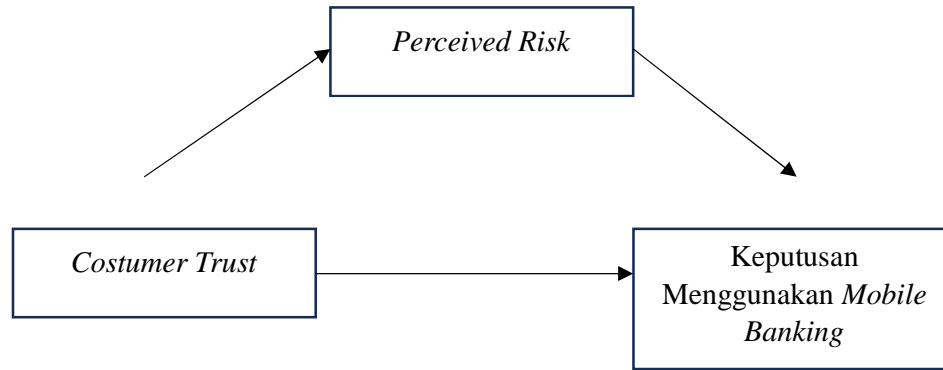 Perceived Risk
Costumer Trust
Keputusan
Menggunakan Mobile
Banking